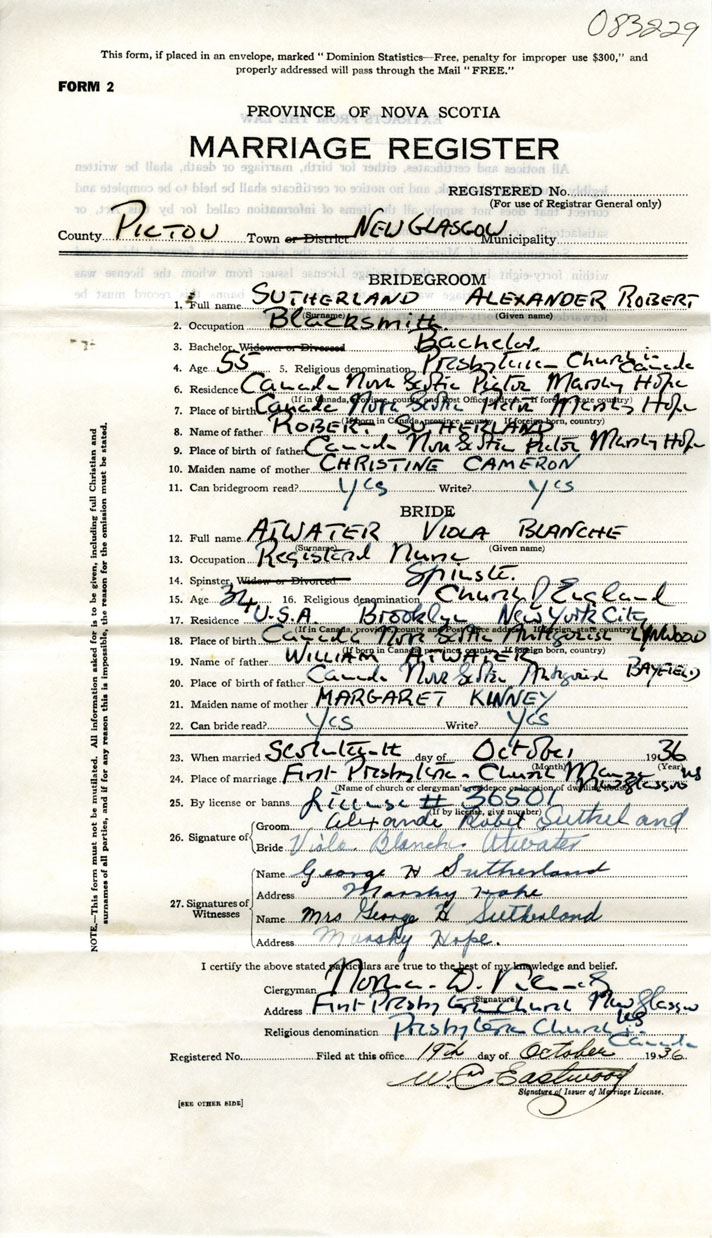 083229
This form, if placed in an envelope, marked "Dominion Statistics—Free, penalty for improper use $300," and
properly addressed will pass through the Mail "FREE."
FORM 2
PROVINCE OF NOVA SCOTIA
MARRIAGE REGISTER
REGISTERED No.
(For use of Registrar General only)
County PICTOU Town or District NEW GLASGOW Municipality
BRIDEGROOM
1. Full name SUTHERLAND ALEXANDER ROBERT
(Surname) (Given name)
2. Occupation Blacksmith.
3. Bachelor, Widower or Divorced Bachelor.
4. Age 55 5. Religious denomination Presbyterian Church in Canada
6. Residence Canada Nova Scotia Pictou Marshy Hope
7. Place of birth Canada Nova Scotia Pictou Marshy Hope
8. Name of father ROBERT SUTHERLAND
9. Place of birth of father Canada Nova Scotia Pictou Marshy Hope
10. Maiden name of mother CHRISTINE CAMERON
11. Can bridegroom read? yes Write? yes
BRIDE
12. Full name ATWATER VIOLA BLANCHE
(Surname) (Given name)
13. Occupation Registered Nurse
14. Spinster, Widow or Divorced Spinster.
15. Age 34 16. Religious denomination Church of England
17. Residence U.S.A. Brooklyn New York City
18. Place of birth Canada Nova Scotia Antigonish LYNWOOD
19. Name of father WILLIAM ATWATER
20. Place of birth of father Canada Nova Scotia Antigonish BAYFIELD
21. Maiden name of mother MARGARET KINNEY
22. Can bride read? yes Write? yes
23. When married Seventeenth day of October 1936
(Month) (Year)
24. Place of marriage First Presbyterian Church Manse New Glasgow NS
(Name of church or clergyman's residence or location of dwelling house)
25. By license or banns License # 36501
(If by license, give number)
26. Signature of
Groom Alexander Robert Sutherland
Bride Viola Blanche Atwater
27. Signatures of Witnesses
Name George H Sutherland
Address Marshy Hope
Name Mrs George H Sutherland
Address Marshy Hope.
I certify the above stated particulars are true to the best of my knowledge and belief.
Clergyman Norman D.
(Signature)
Address First Presbyterian Church New Glasgow NS
Religious denomination Presbyterian Church in Canada
Registered No. Filed at this office 19th day of October 1936.
W. C. Eastwood
Signature of Issuer of Marriage License.
[SEE OTHER SIDE]
NOTE.—This form must not be mutilated. All information asked for is to be given, including full Christian and
surnames of all parties, and if for any reason this is impossible, the reason for the omission must be stated.